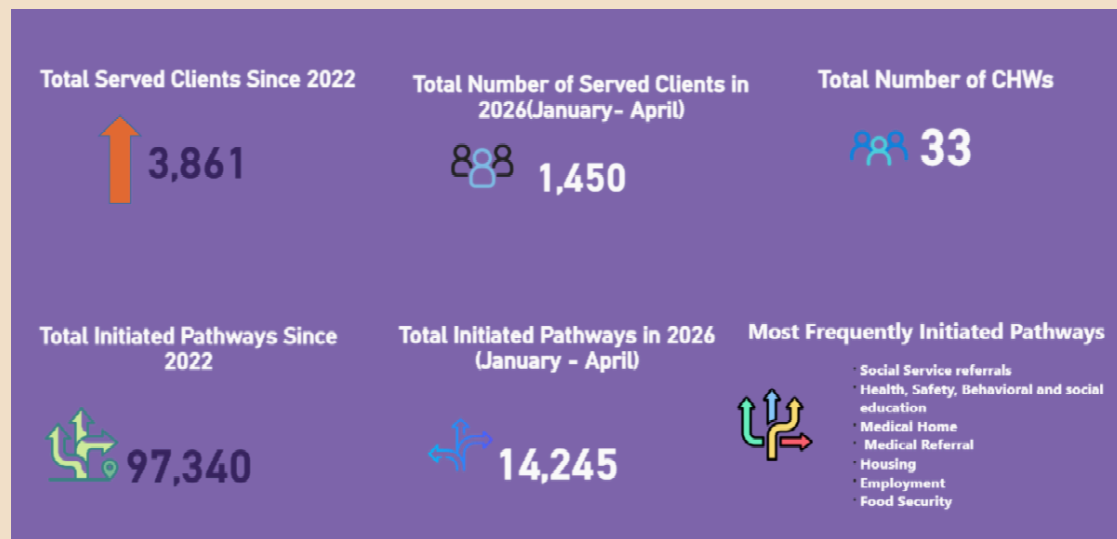 Total Served Clients Since 2022
3,861
Total Number of Served Clients in
2026(January- April)
1,450
Total Number of CHWs
33
Total Initiated Pathways Since
2022
97,340
Total Initiated Pathways in 2026
(January - April)
14,245
Most Frequently Initiated Pathways
· Social Service referrals
· Health, Safety, Behavioral and social
education
· Medical Home
· Medical Referral
· Housing
· Employment
· Food Security